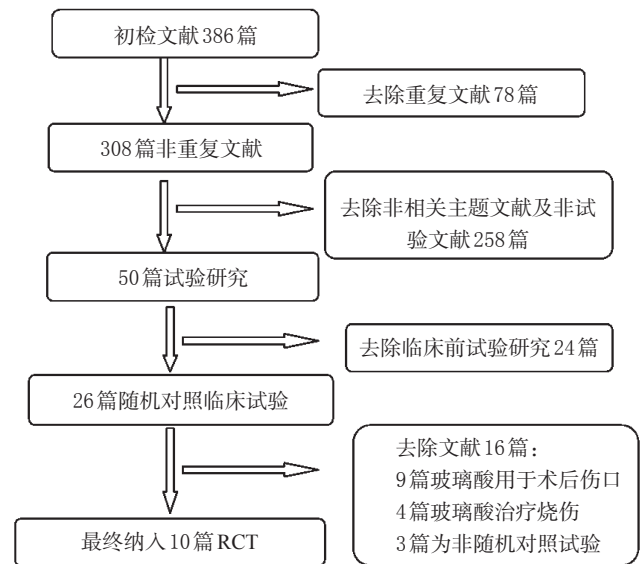 初检文献386篇
去除重复文献78篇
308篇非重复文献
去除非相关主题文献及非试
验文献258篇
50篇试验研究
去除临床前试验研究24篇
26篇随机对照临床试验
去除文献16篇：
9篇玻璃酸用于术后伤口
4篇玻璃酸治疗烧伤
3篇为非随机对照试验
最终纳入10篇RCT